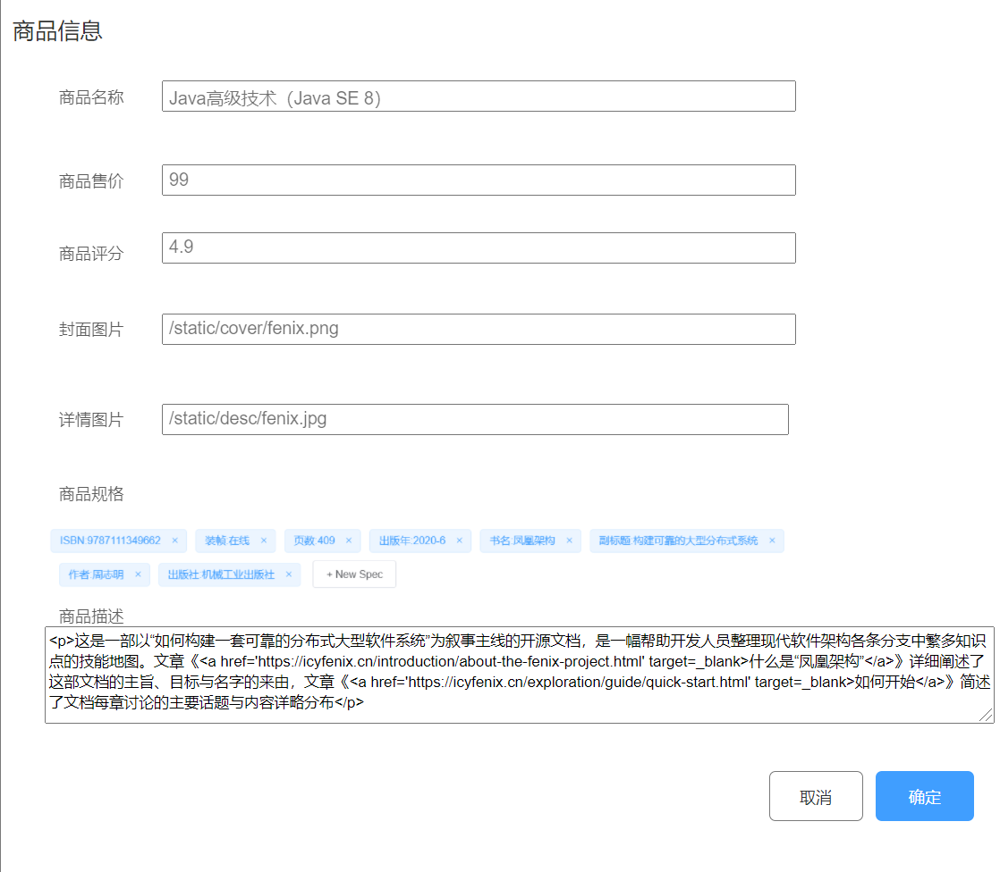 商品信息
商品名称 Java高级技术（Java SE 8）
商品售价 99
商品评分 4.9
封面图片 /static/cover/fenix.png
详情图片 /static/desc/fenix.jpg
商品规格
ISBN:9787111349662 × 装帧:在线 × 页数:409 × 出版年:2020-6 × 书名:凤凰架构 × 副标题:构建可靠的大型分布式系统 ×
作者:周志明 × 出版社:机械工业出版社 × + New Spec
商品描述
<p>这是一部以“如何构建一套可靠的分布式大型软件系统”为叙事主线的开源文档，是一幅帮助开发人员整理现代软件架构各条分支中繁多知识
点的技能地图。文章《<a href='https://icyfenix.cn/introduction/about-the-fenix-project.html' target=_blank>什么是“凤凰架构”</a>》详细阐述了
这部文档的主旨、目标与名字的来由，文章《<a href='https://icyfenix.cn/exploration/guide/quick-start.html' target=_blank>如何开始</a>》简述
了文档每章讨论的主要话题与内容详略分布</p>
取消 确定